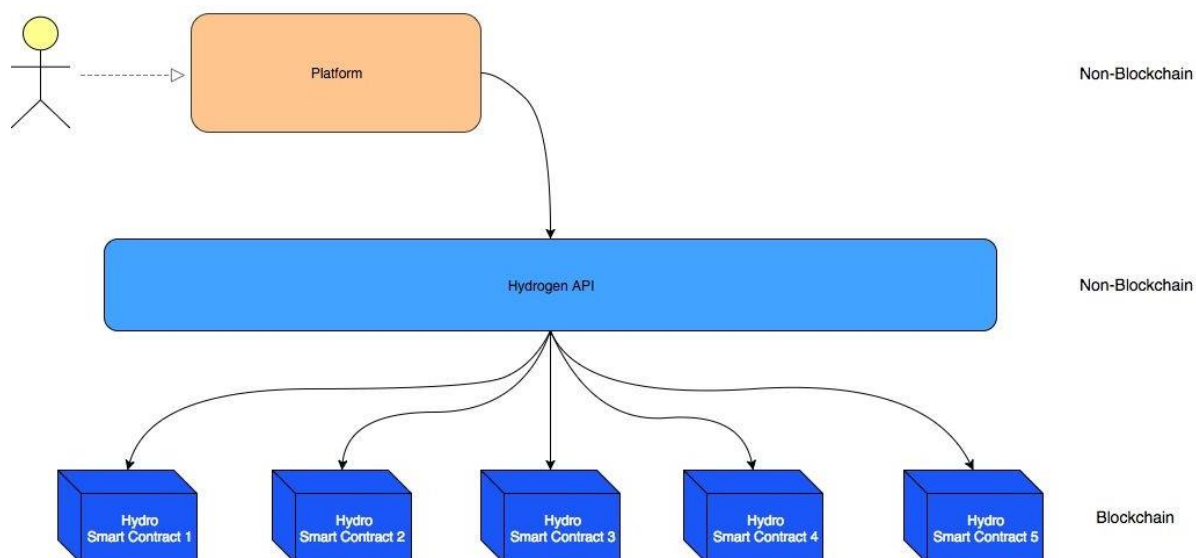 Platform
Non-Blockchain
Hydrogen API
Non-Blockchain
Hydro
Smart Contract 1
Hydro
Smart Contract 2
Hydro
Smart Contract 3
Hydro
Smart Contract 4
Hydro
Smart Contract 5
Blockchain